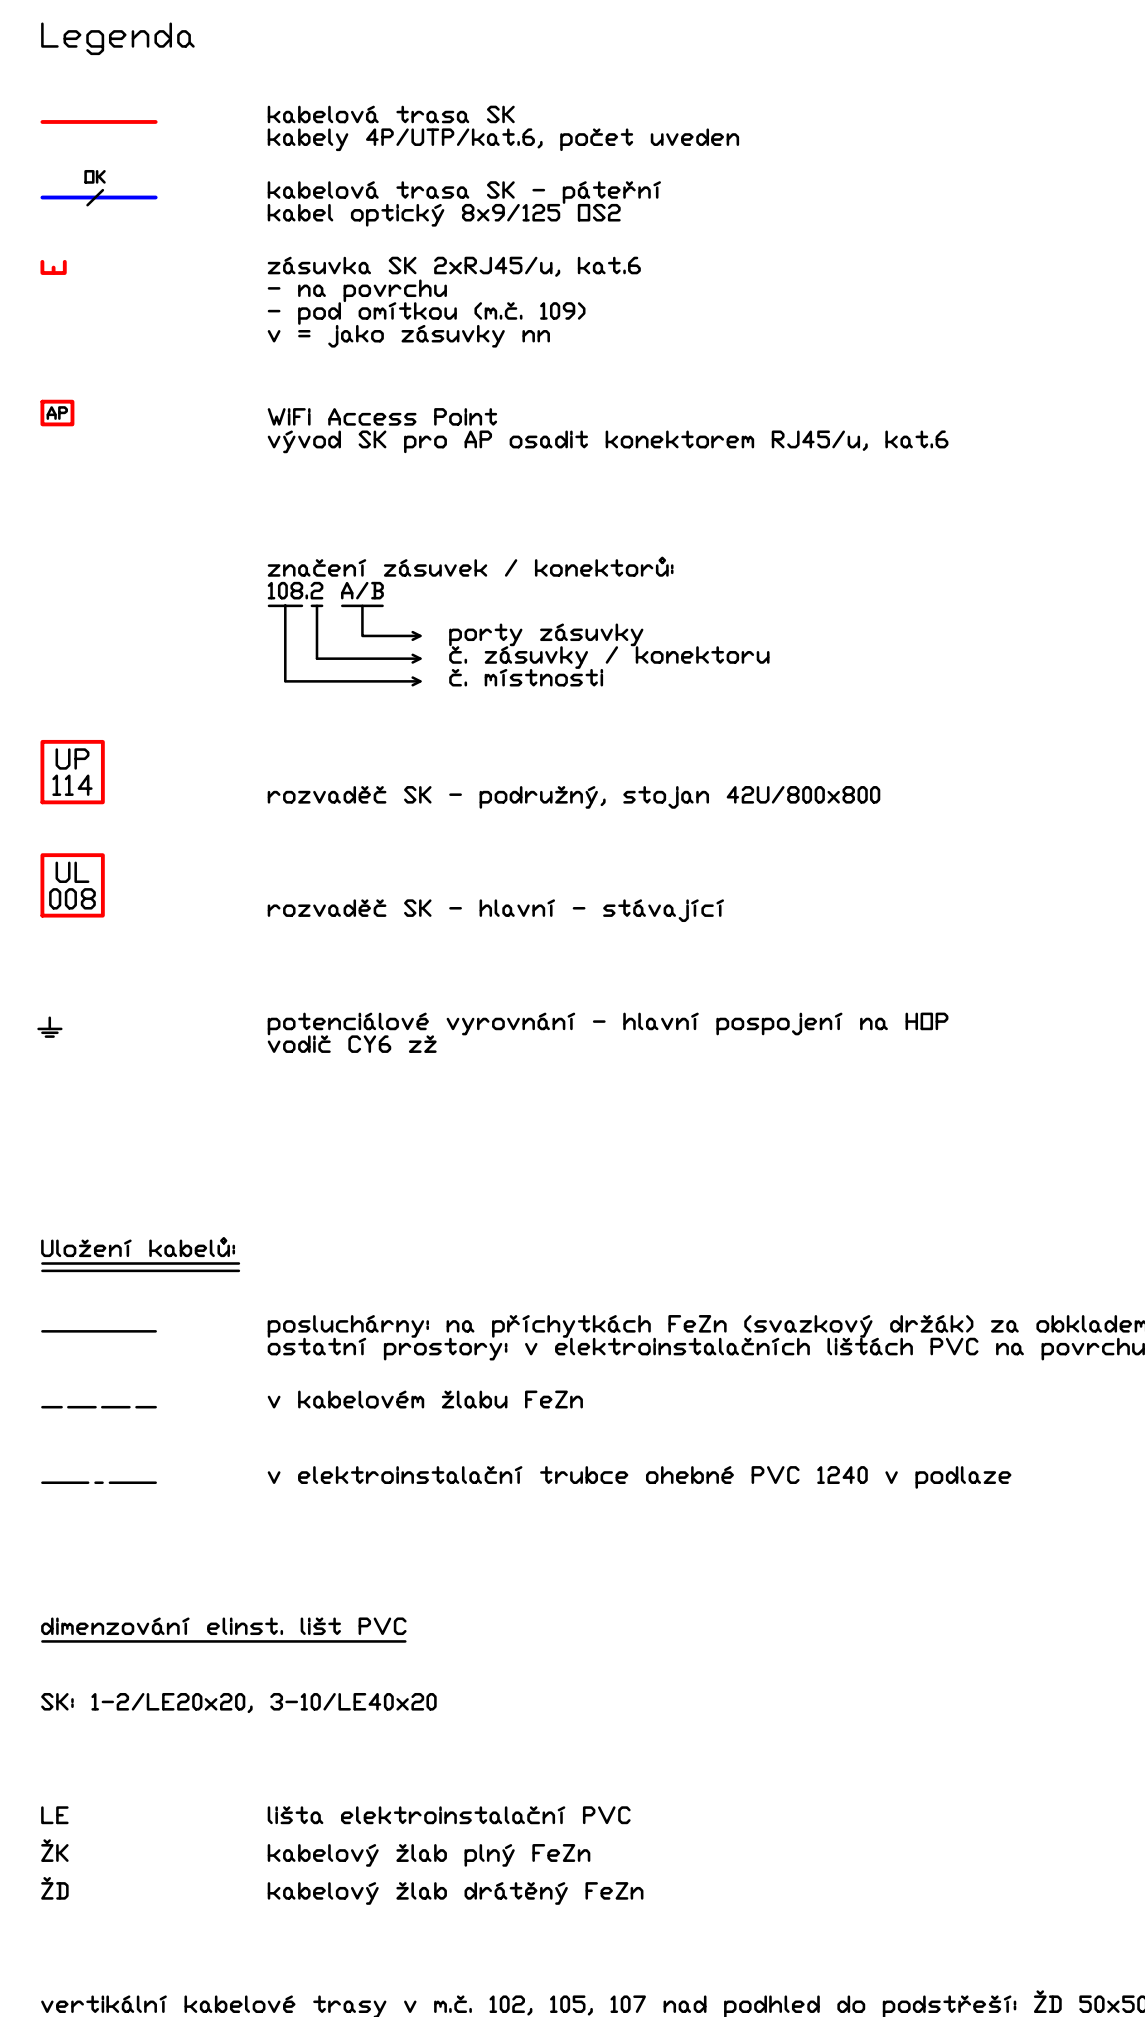 Legenda
kabelová trasa SK
kabely 4P/UTP/kat.6, počet uveden
OK
kabelová trasa SK - páteřní
kabel optický 8x9/125 OS2
zásuvka SK 2xRJ45/u, kat.6
- na povrchu
- pod omítkou (m.č. 109)
v = jako zásuvky nn
AP
WiFi Access Point
vývod SK pro AP osadit konektorem RJ45/u, kat.6
značení zásuvek / konektorů:
108.2 A/B
porty zásuvky
č. zásuvky / konektoru
č. místnosti
UP
114
rozvaděč SK - podružný, stojan 42U/800x800
UL
008
rozvaděč SK - hlavní - stávající
potenciálové vyrovnání - hlavní pospojení na HOP
vodič CY6 zž
Uložení kabelů:
posluchárny: na příchytkách FeZn (svazkový držák) za obkladem
ostatní prostory: v elektroinstalačních lištách PVC na povrchu
v kabelovém žlabu FeZn
v elektroinstalační trubce ohebné PVC 1240 v podlaze
dimenzování elinst. lišt PVC
SK: 1-2/LE20x20, 3-10/LE40x20
LE lišta elektroinstalační PVC
ŽK kabelový žlab plný FeZn
ŽD kabelový žlab drátěný FeZn
vertikální kabelové trasy v m.č. 102, 105, 107 nad podhled do podstřeší: ŽD 50x50